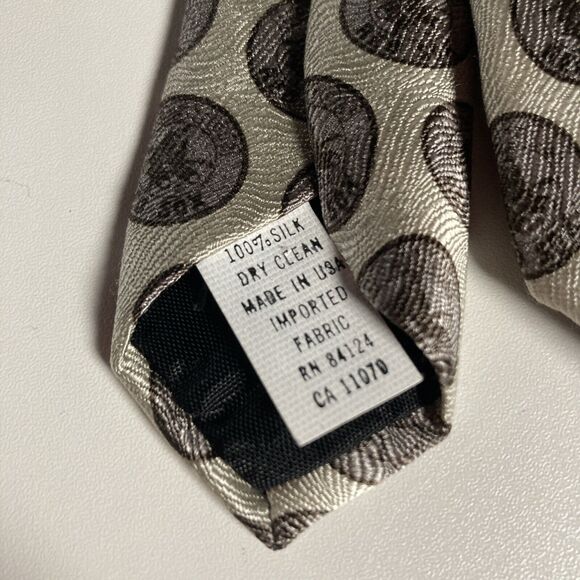 100% SILK
DRY CLEAN
MADE IN USA
IMPORTED
FABRIC
RN 84124
CA 11070